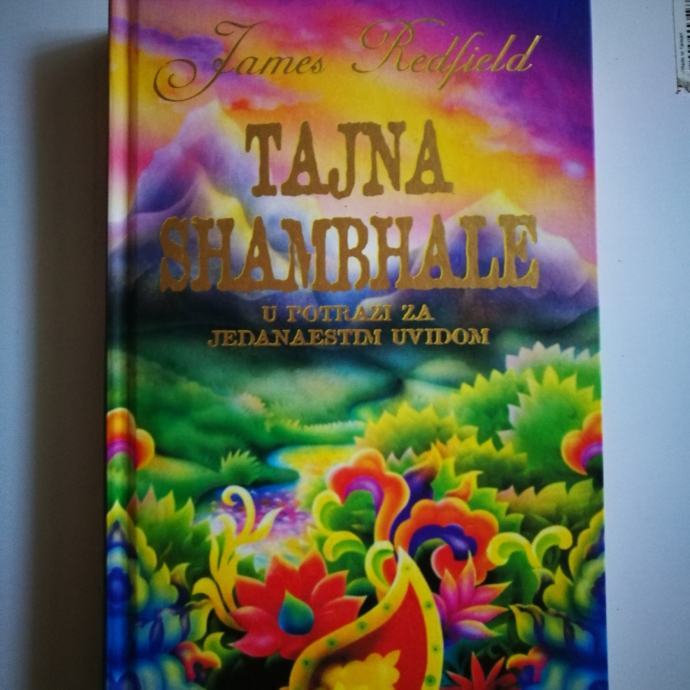 James Redfield
TAJNA
SHAMBHALE
U POTRAZI ZA
JEDANAESTIM UVIDOM